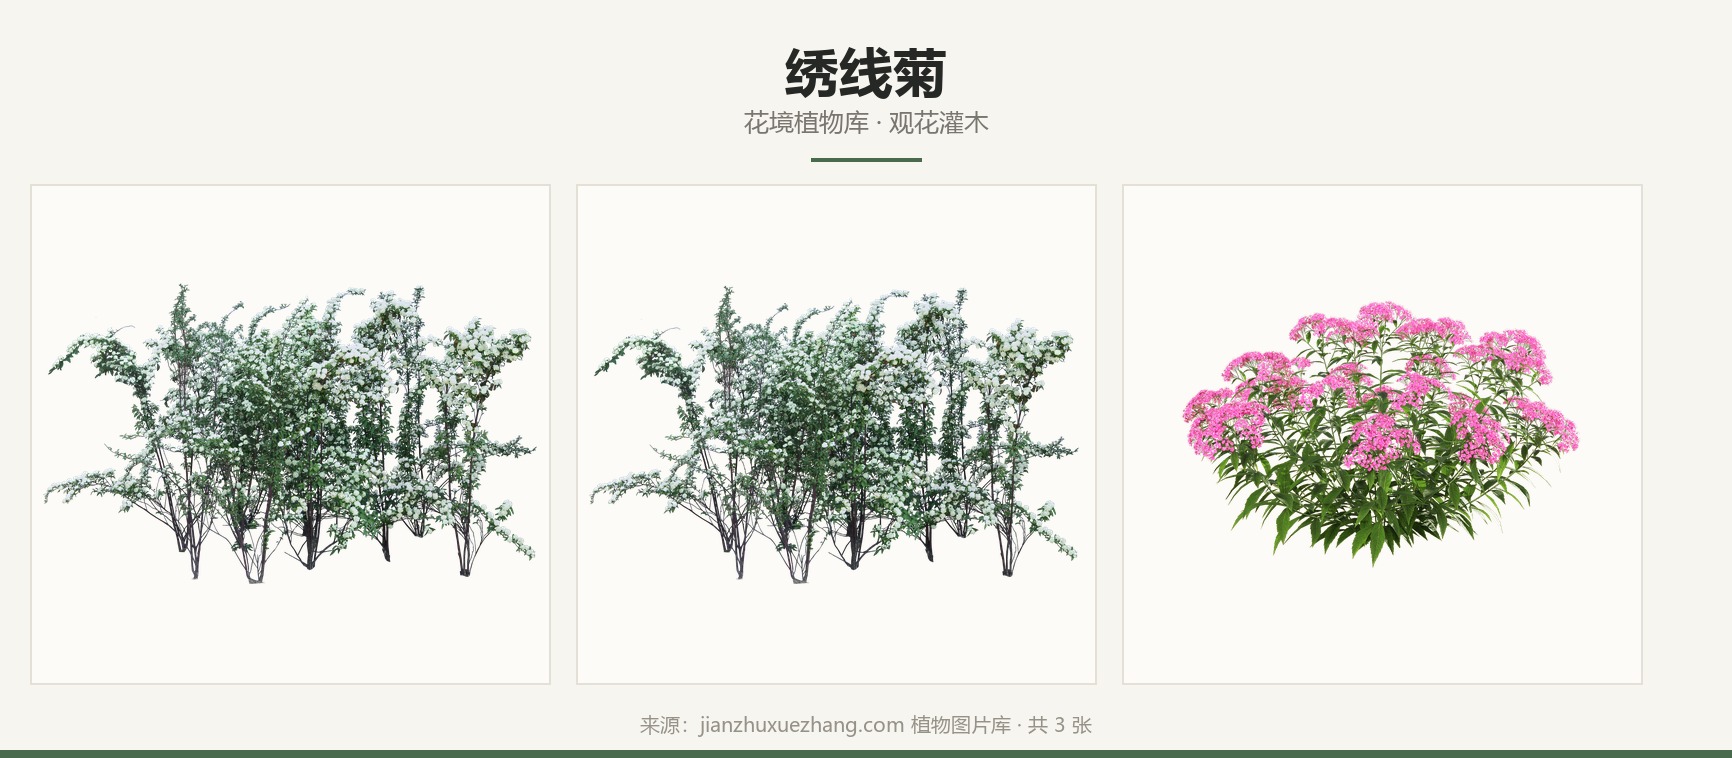 绣线菊
花境植物库 · 观花灌木
来源：jianzhuxuezhang.com 植物图片库 · 共 3 张